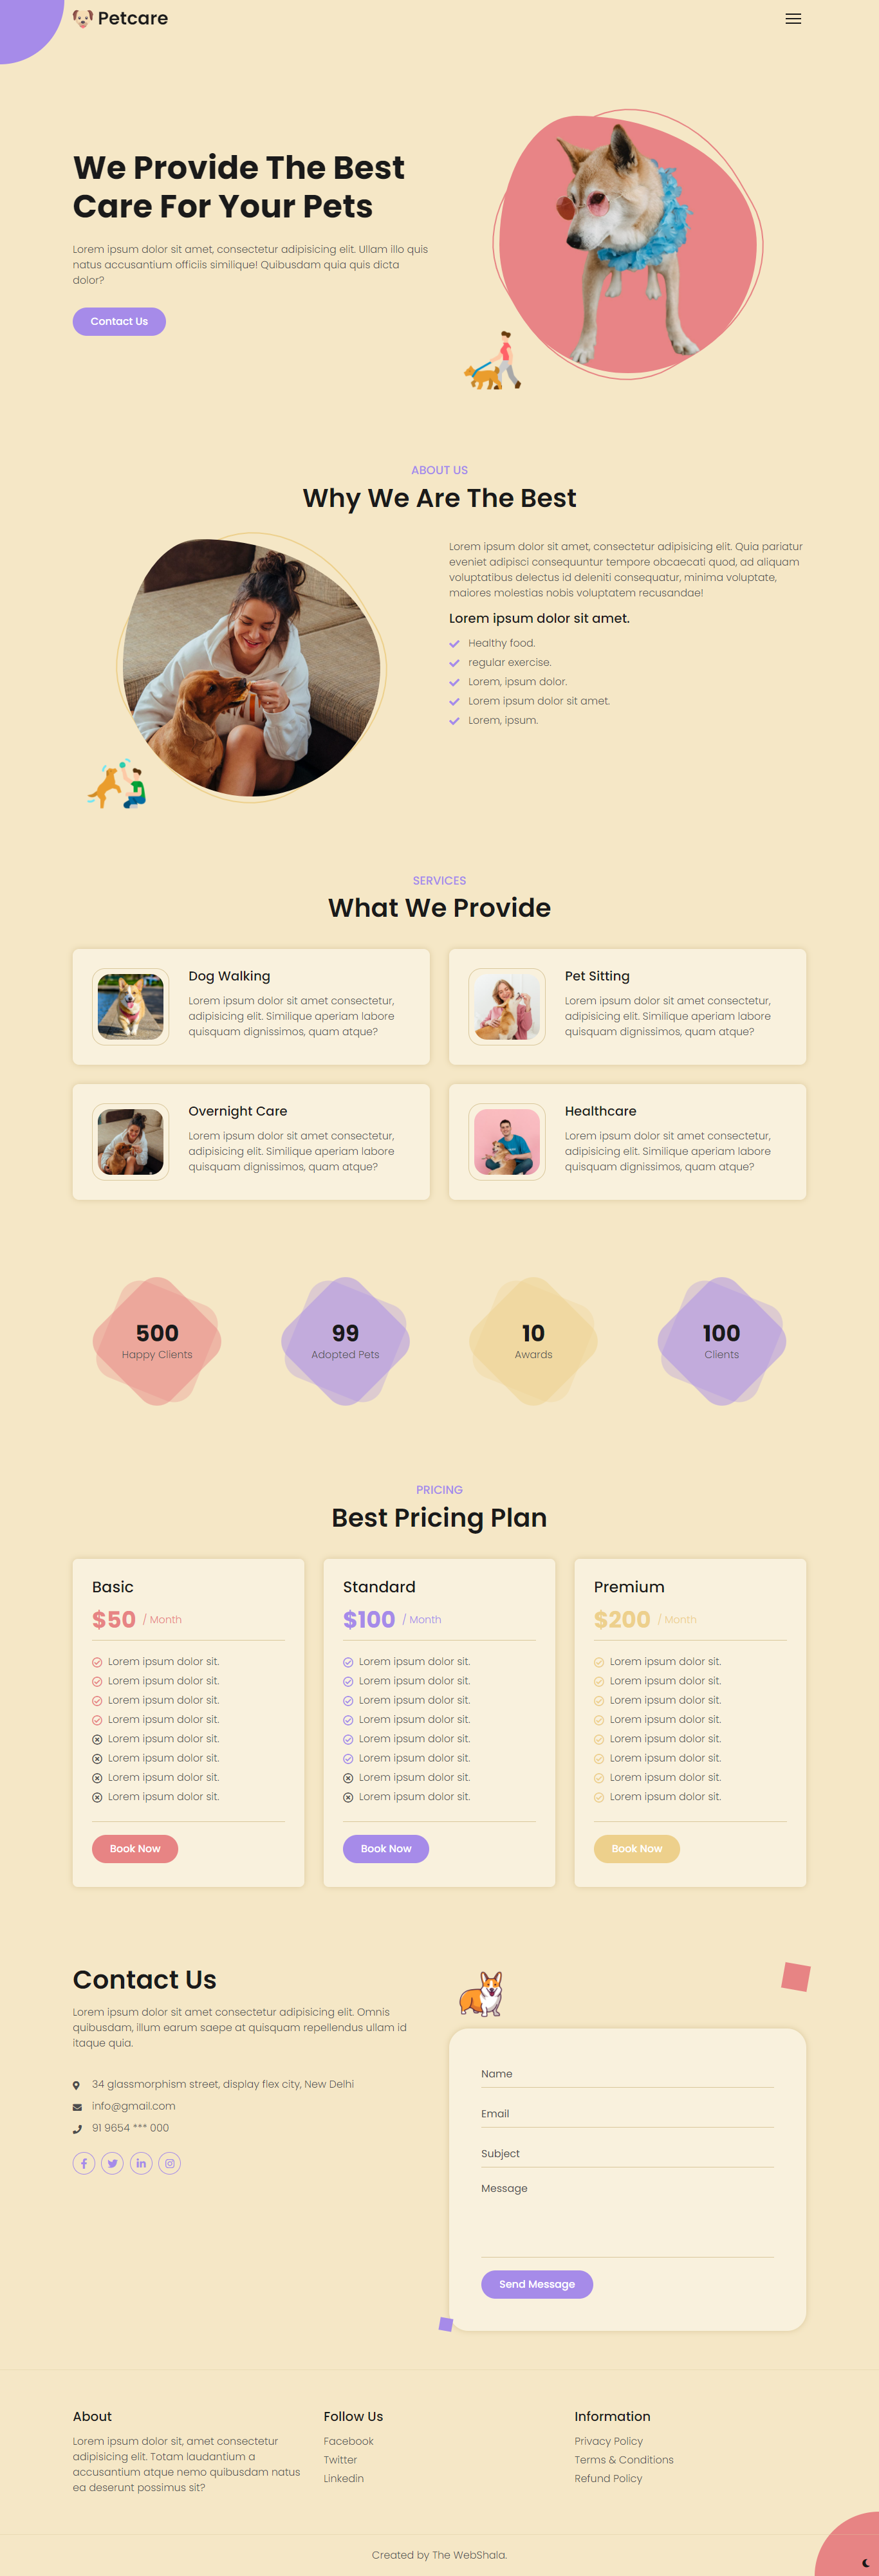 Petcare
We Provide The Best
Care For Your Pets
Lorem ipsum dolor sit amet, consectetur adipisicing elit. Ullam illo quis
natus accusantium officiis similique! Quibusdam quia quis dicta
dolor?
Contact Us
ABOUT US
Why We Are The Best
Lorem ipsum dolor sit amet, consectetur adipisicing elit. Quia pariatur
eveniet adipisci consequuntur tempore obcaecati quod, ad aliquam
voluptatibus delectus id deleniti consequatur, minima voluptate,
maiores molestias nobis voluptatem recusandae!
Lorem ipsum dolor sit amet.
Healthy food.
regular exercise.
Lorem, ipsum dolor.
Lorem ipsum dolor sit amet.
Lorem, ipsum.
SERVICES
What We Provide
Dog Walking
Lorem ipsum dolor sit amet consectetur,
adipisicing elit. Similique aperiam labore
quisquam dignissimos, quam atque?
Pet Sitting
Lorem ipsum dolor sit amet consectetur,
adipisicing elit. Similique aperiam labore
quisquam dignissimos, quam atque?
Overnight Care
Lorem ipsum dolor sit amet consectetur,
adipisicing elit. Similique aperiam labore
quisquam dignissimos, quam atque?
Healthcare
Lorem ipsum dolor sit amet consectetur,
adipisicing elit. Similique aperiam labore
quisquam dignissimos, quam atque?
500
Happy Clients
99
Adopted Pets
10
Awards
100
Clients
PRICING
Best Pricing Plan
Basic
$50 / Month
Lorem ipsum dolor sit.
Lorem ipsum dolor sit.
Lorem ipsum dolor sit.
Lorem ipsum dolor sit.
Lorem ipsum dolor sit.
Lorem ipsum dolor sit.
Lorem ipsum dolor sit.
Lorem ipsum dolor sit.
Book Now
Standard
$100 / Month
Lorem ipsum dolor sit.
Lorem ipsum dolor sit.
Lorem ipsum dolor sit.
Lorem ipsum dolor sit.
Lorem ipsum dolor sit.
Lorem ipsum dolor sit.
Lorem ipsum dolor sit.
Lorem ipsum dolor sit.
Book Now
Premium
$200 / Month
Lorem ipsum dolor sit.
Lorem ipsum dolor sit.
Lorem ipsum dolor sit.
Lorem ipsum dolor sit.
Lorem ipsum dolor sit.
Lorem ipsum dolor sit.
Lorem ipsum dolor sit.
Lorem ipsum dolor sit.
Book Now
Contact Us
Lorem ipsum dolor sit amet consectetur adipisicing elit. Omnis
quibusdam, illum earum saepe at quisquam repellendus ullam id
itaque quia.
34 glassmorphism street, display flex city, New Delhi
info@gmail.com
91 9654 *** 000
Name
Email
Subject
Message
Send Message
About
Lorem ipsum dolor sit, amet consectetur
adipisicing elit. Totam laudantium a
accusantium atque nemo quibusdam natus
ea deserunt possimus sit?
Follow Us
Facebook
Twitter
Linkedin
Information
Privacy Policy
Terms & Conditions
Refund Policy
Created by The WebShala.